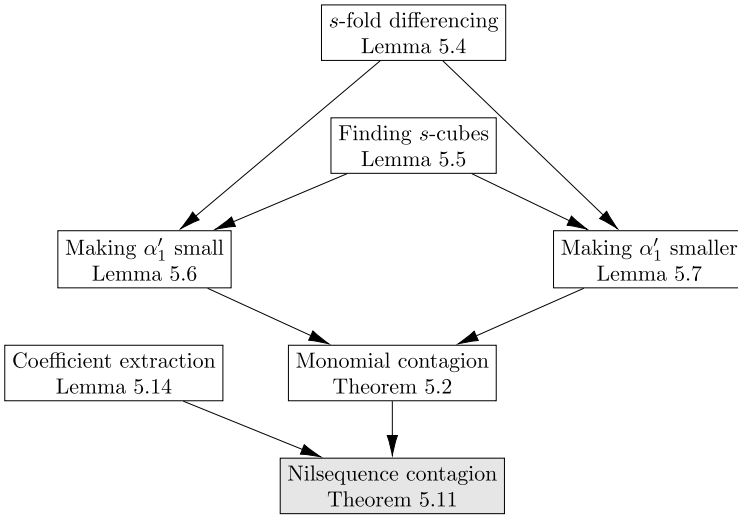 s-fold differencing
Lemma 5.4
Finding s-cubes
Lemma 5.5
Making α′₁ small
Lemma 5.6
Making α′₁ smaller
Lemma 5.7
Coefficient extraction
Lemma 5.14
Monomial contagion
Theorem 5.2
Nilsequence contagion
Theorem 5.11